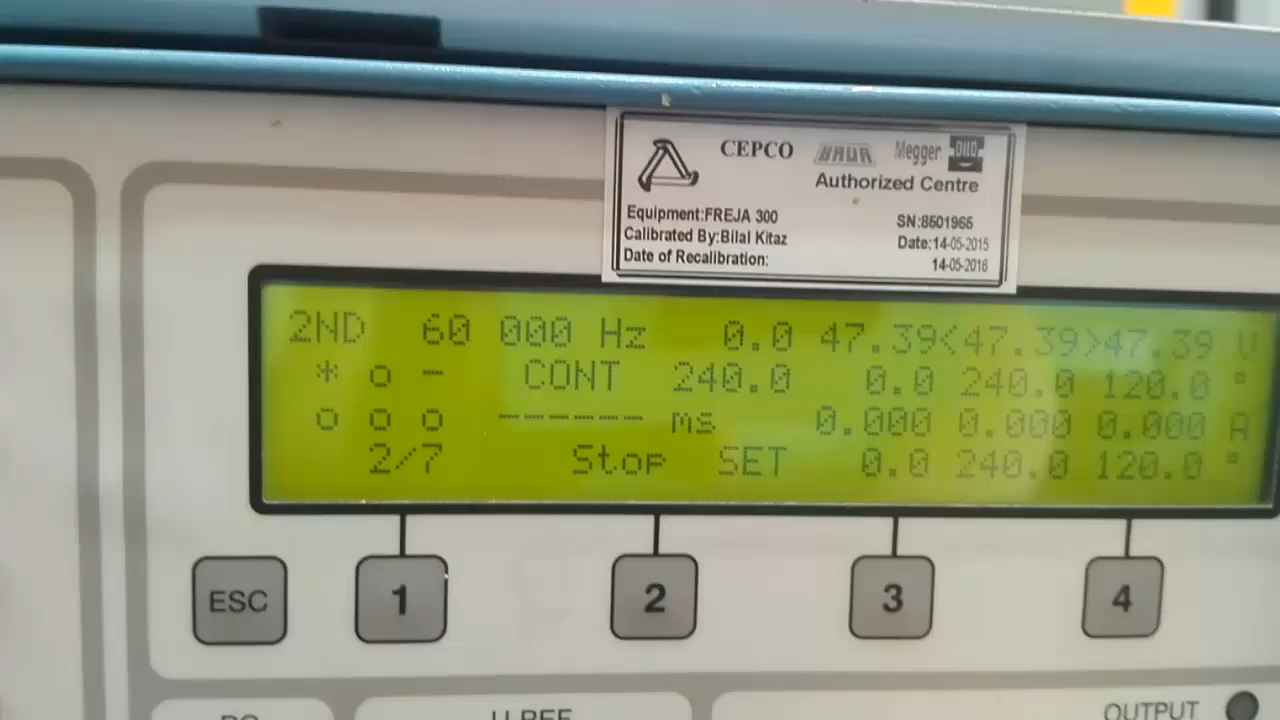 CEPCO BAUR Megger
Authorized Centre
Equipment:FREJA 300 SN:8501965
Calibrated By:Bilal Kitaz Date:14-05-2015
Date of Recalibration: 14-05-2016
2ND 60 000 Hz 0.0 47.39<47.39>47.39 V
* o - CONT 240.0 0.0 240.0 120.0 °
o o o ------ ms 0.000 0.000 0.000 A
2/7 Stop SET 0.0 240.0 120.0 °
ESC 1 2 3 4
OUTPUT